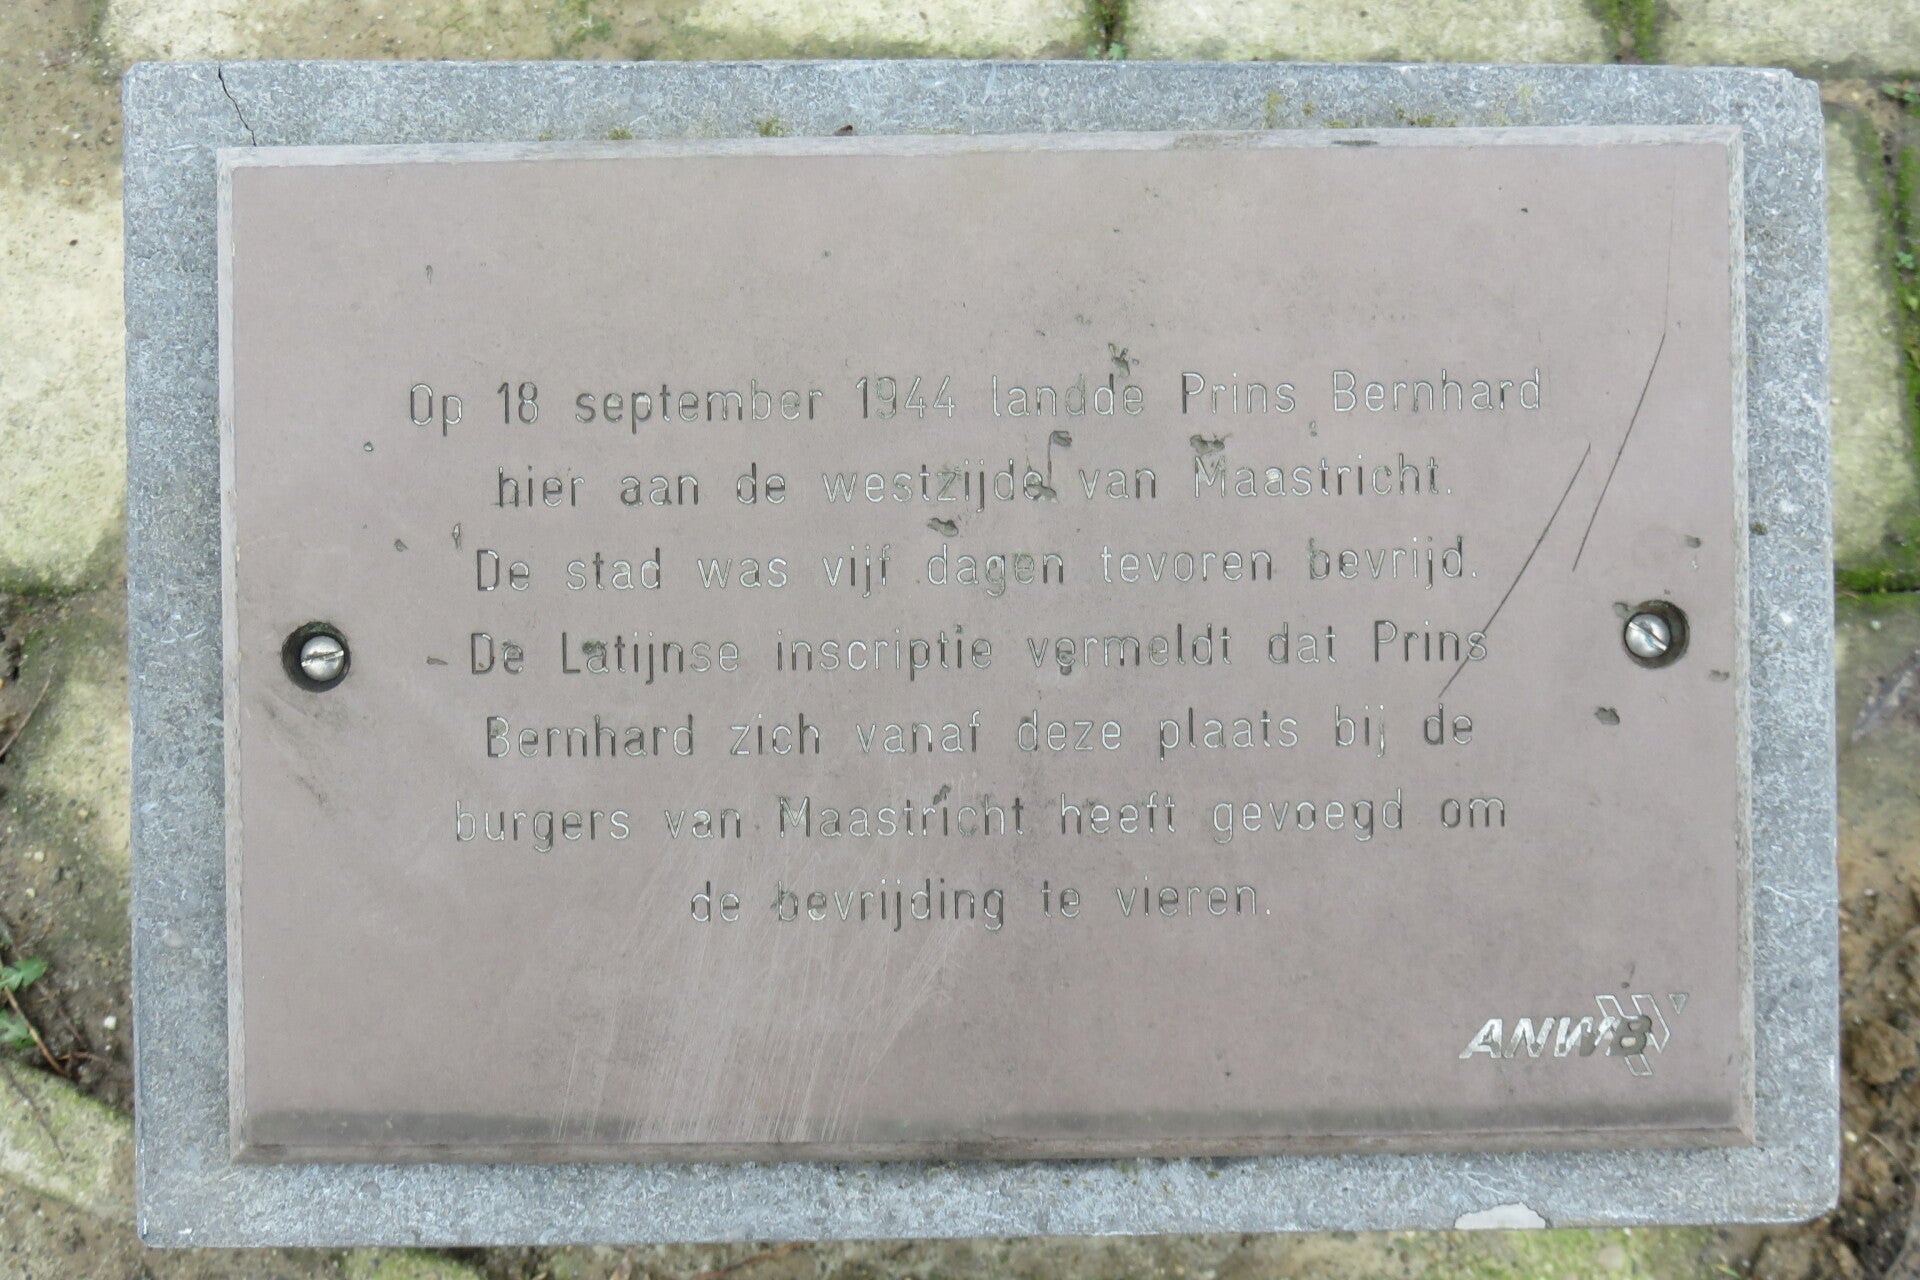 Op 18 september 1944 landde Prins Bernhard
hier aan de westzijde van Maastricht.
De stad was vijf dagen tevoren bevrijd.
De Latijnse inscriptie vermeldt dat Prins
Bernhard zich vanaf deze plaats bij de
burgers van Maastricht heeft gevoegd om
de bevrijding te vieren.
ANWB